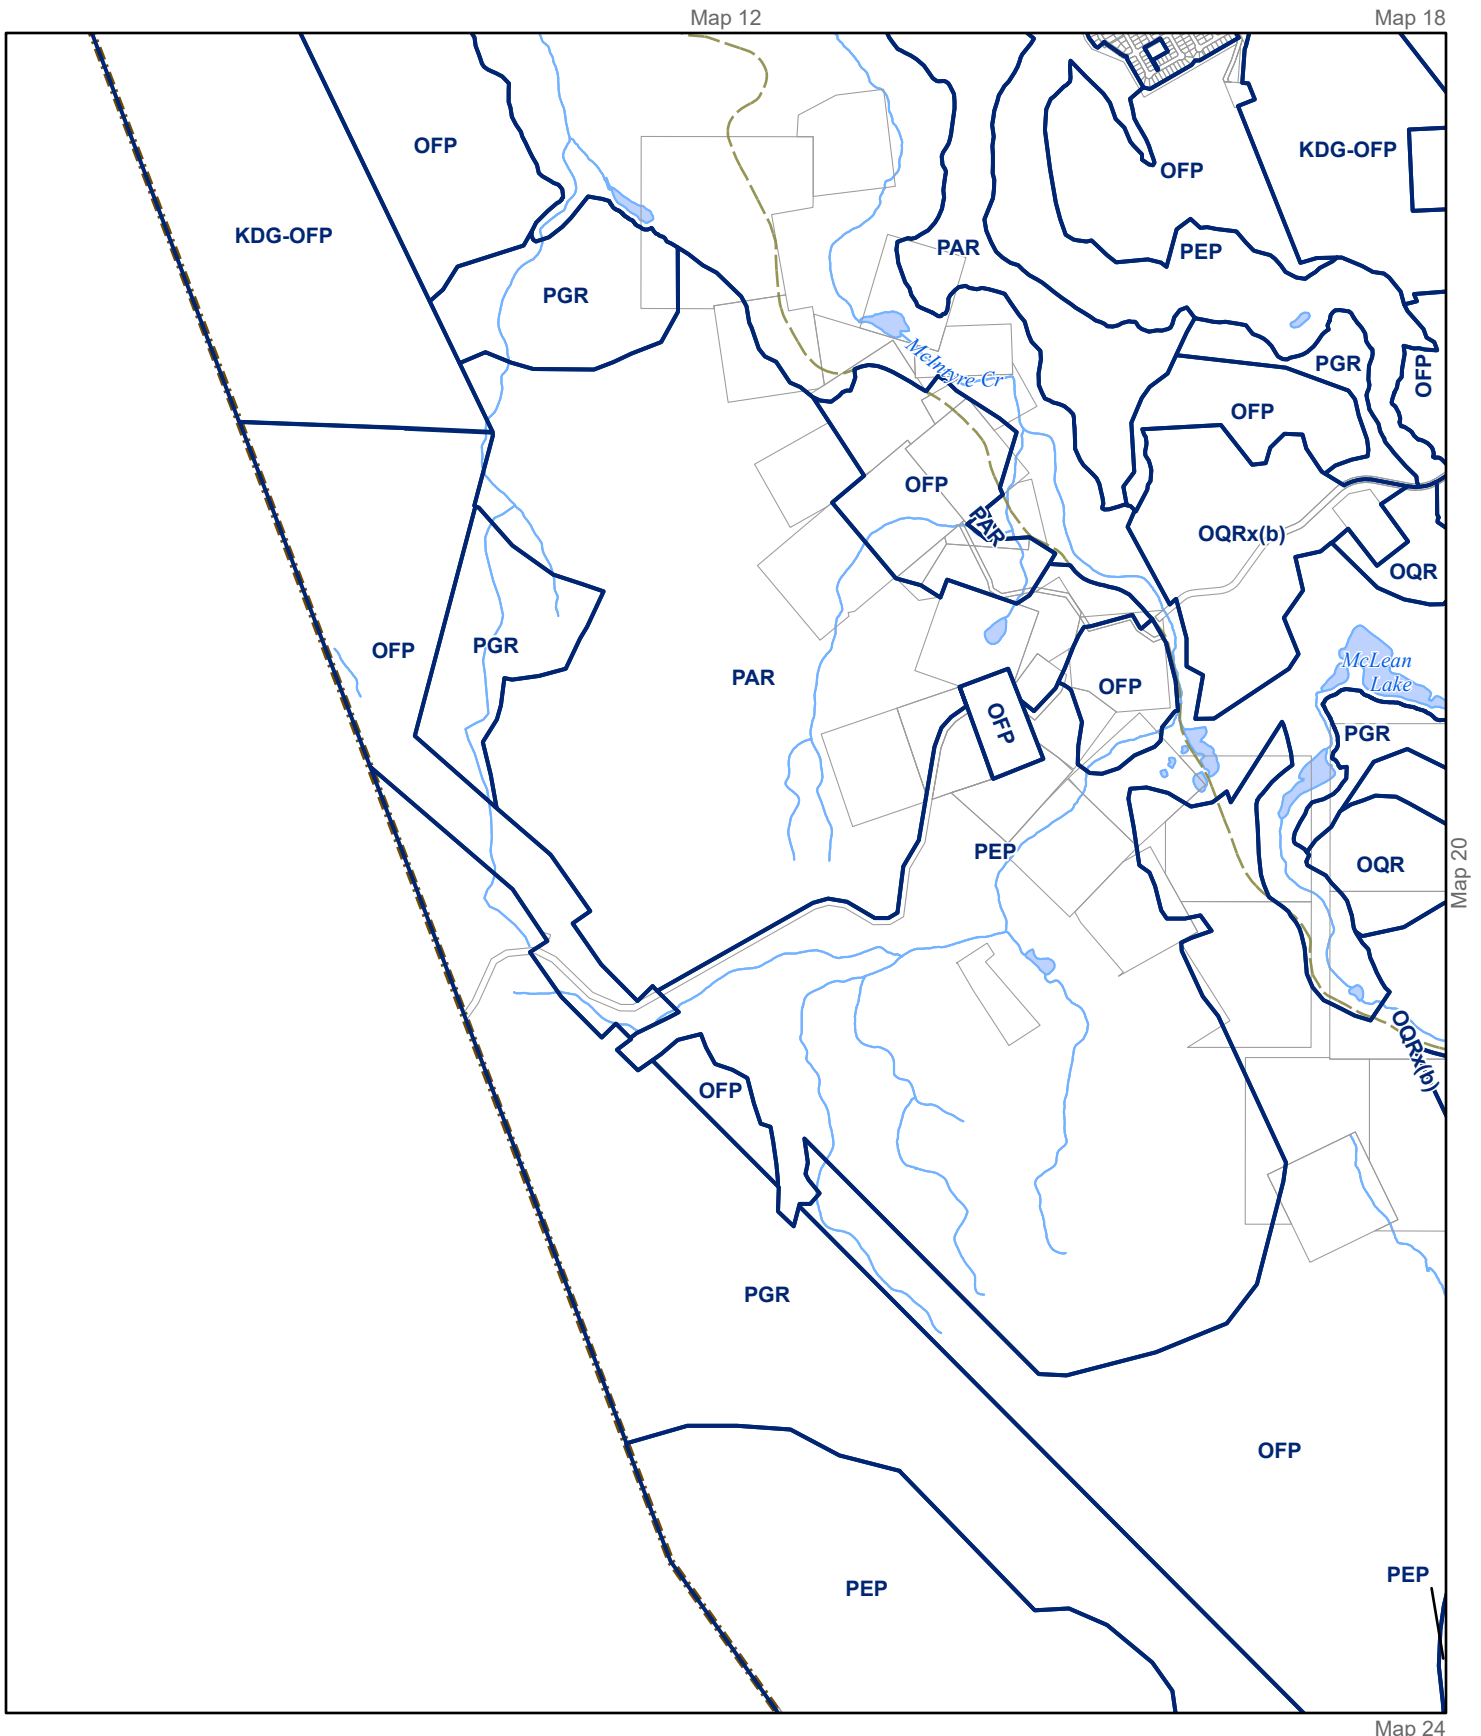 Map 12
Map 18
OFP
KDG-OFP
OFP
KDG-OFP
PAR
PEP
PGR
McIntyre Cr
PGR
OFP
OFP
OFP
PAR
OQRx(b)
OQR
OFP
PGR
PAR
OFP
McLean
Lake
OFP
PGR
PEP
OQR
Map 20
OQRx(b)
OFP
PGR
OFP
PEP
PEP
Map 24